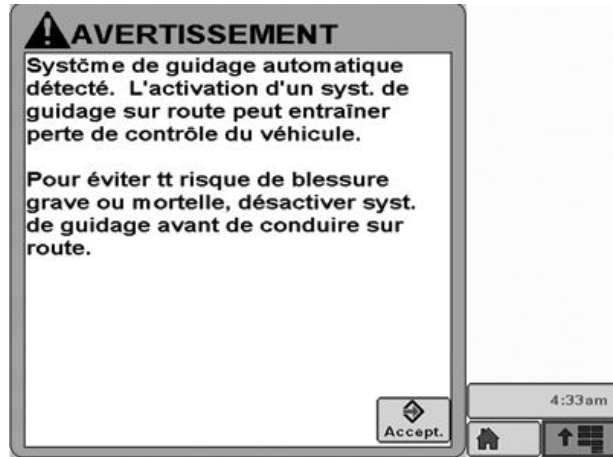 AVERTISSEMENT
Systčme de guidage automatique
détecté. L'activation d'un syst. de
guidage sur route peut entraîner
perte de contrôle du véhicule.
Pour éviter tt risque de blessure
grave ou mortelle, désactiver syst.
de guidage avant de conduire sur
route.
Accept.
4:33am